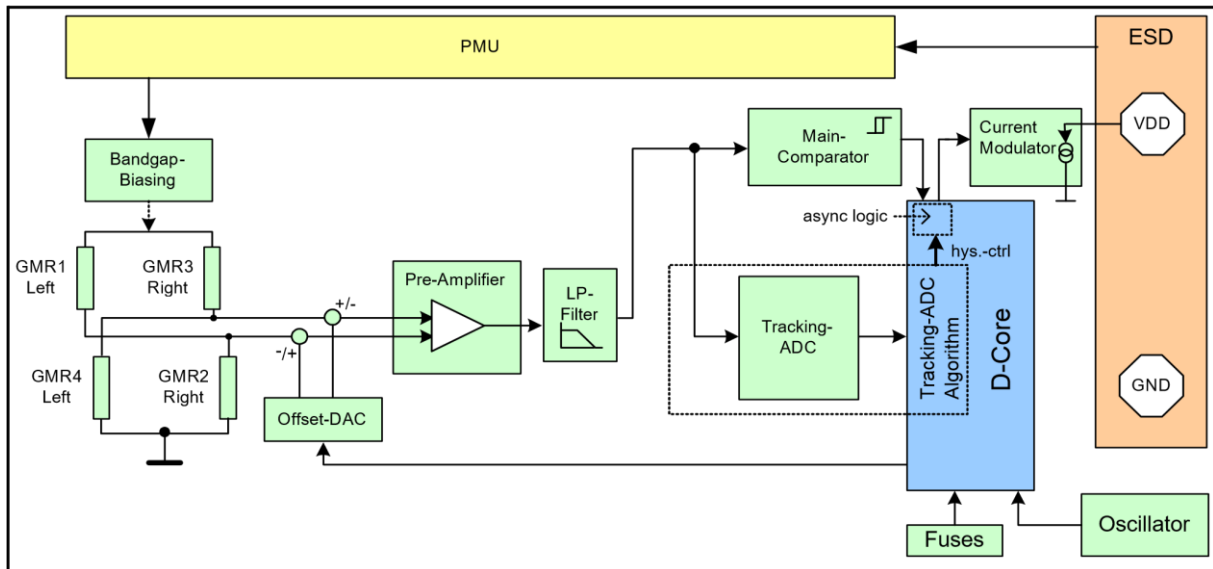 PMU
ESD
VDD
GND
Bandgap-
Biasing
GMR1
Left
GMR3
Right
GMR4
Left
GMR2
Right
+/-
-/+
Offset-DAC
Pre-Amplifier
LP-
Filter
Main-
Comparator
Current
Modulator
async logic
hys.-ctrl
Tracking-
ADC
Tracking-ADC
Algorithm
D-Core
Fuses
Oscillator